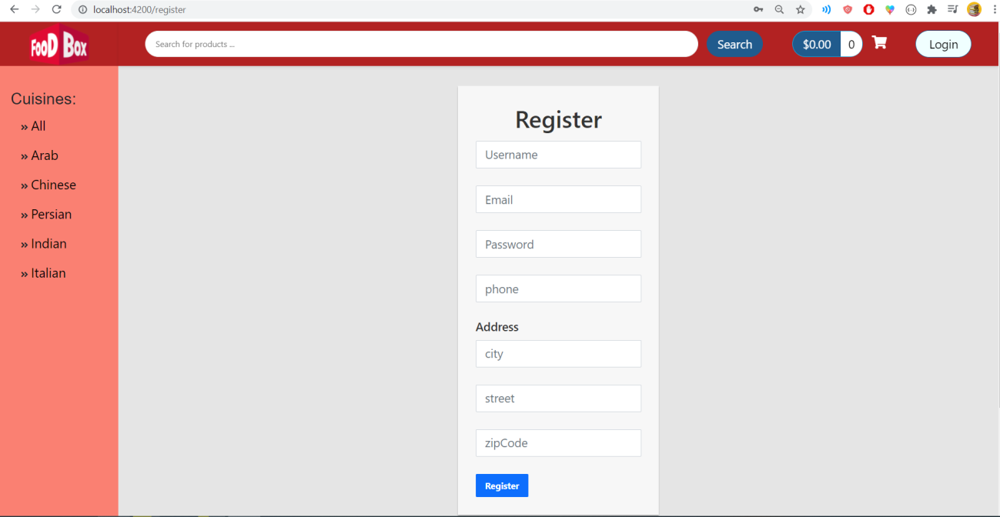 localhost:4200/register
FooD Box
Search for products ...
Search
$0.00 0
Login
Cuisines:
» All
» Arab
» Chinese
» Persian
» Indian
» Italian
Register
Username
Email
Password
phone
Address
city
street
zipCode
Register